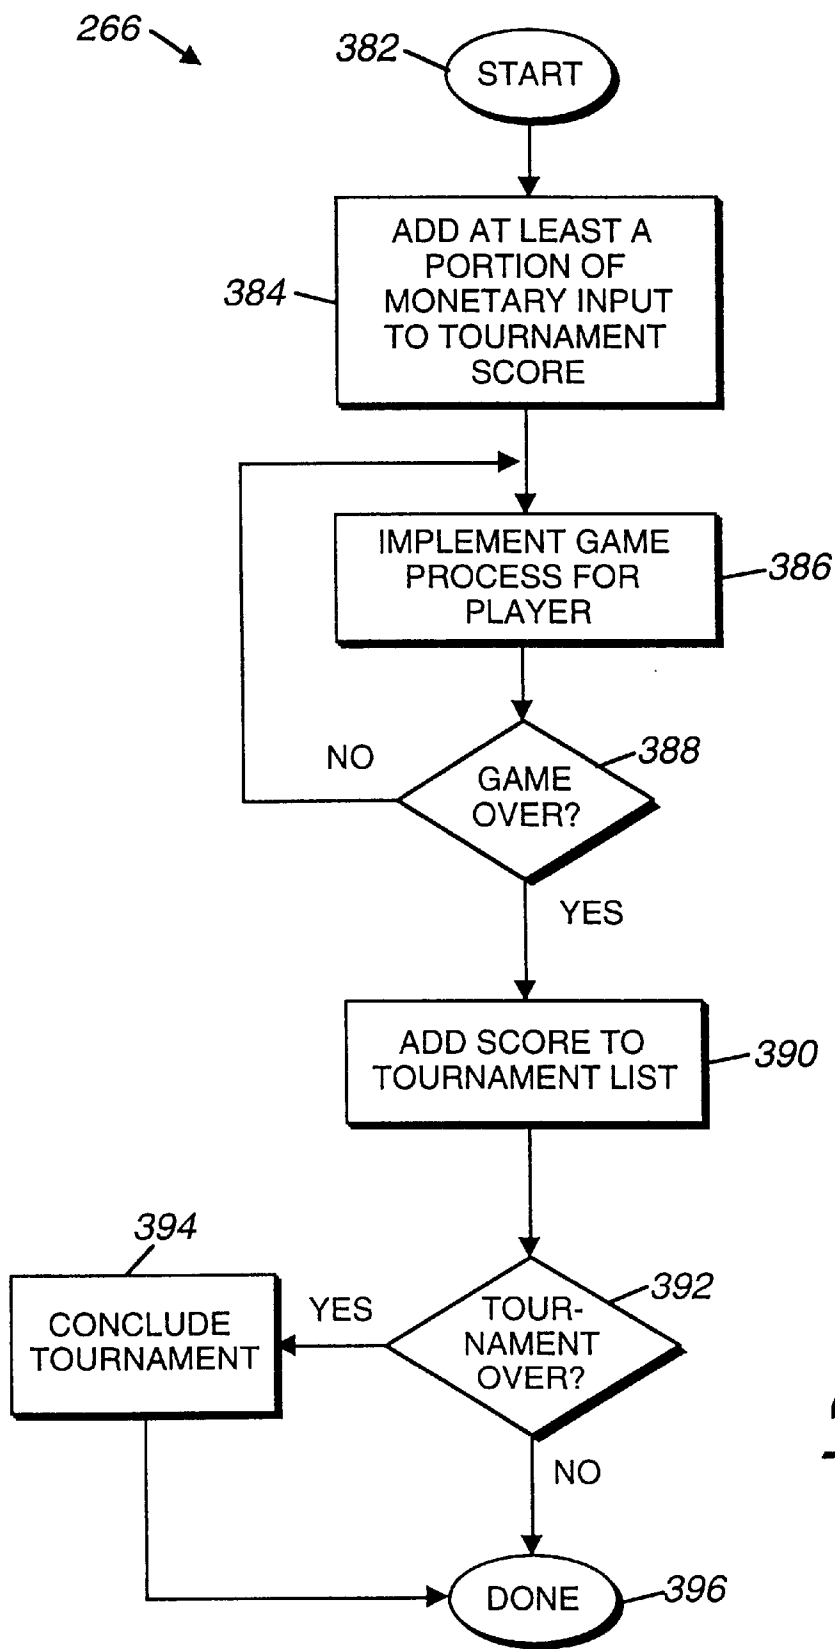 266
382
START
384
ADD AT LEAST A
PORTION OF
MONETARY INPUT
TO TOURNAMENT
SCORE
IMPLEMENT GAME
PROCESS FOR
PLAYER
386
NO
388
GAME
OVER?
YES
ADD SCORE TO
TOURNAMENT LIST
390
394
CONCLUDE
TOURNAMENT
YES
392
TOUR-
NAMENT
OVER?
NO
DONE
396